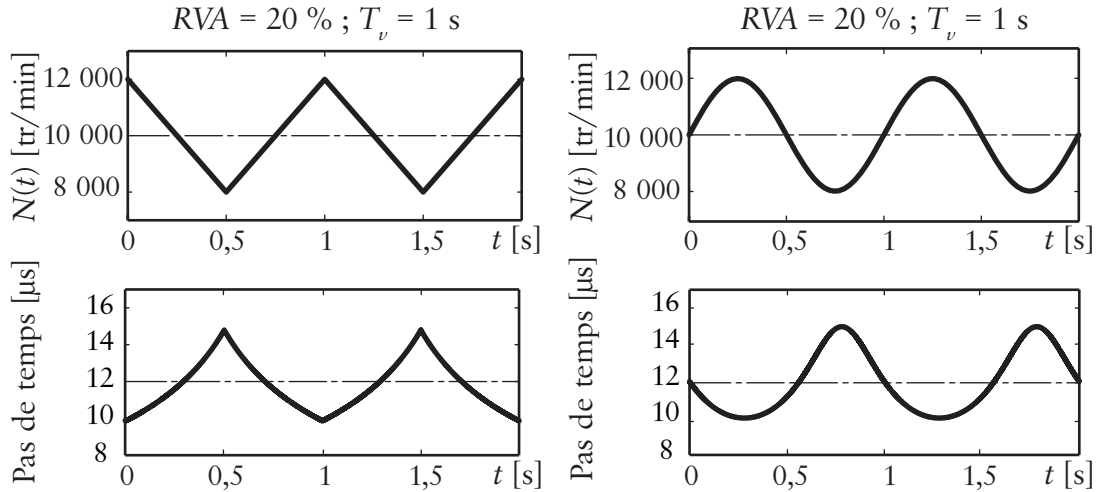 RVA = 20 % ; Tᵥ = 1 s
N(t) [tr/min]
12 000
10 000
8 000
0 0,5 1 1,5 t [s]
Pas de temps [µs]
16
14
12
10
8
0 0,5 1 1,5 t [s]
RVA = 20 % ; Tᵥ = 1 s
N(t) [tr/min]
12 000
10 000
8 000
0 0,5 1 1,5 t [s]
Pas de temps [µs]
16
14
12
10
8
0 0,5 1 1,5 t [s]